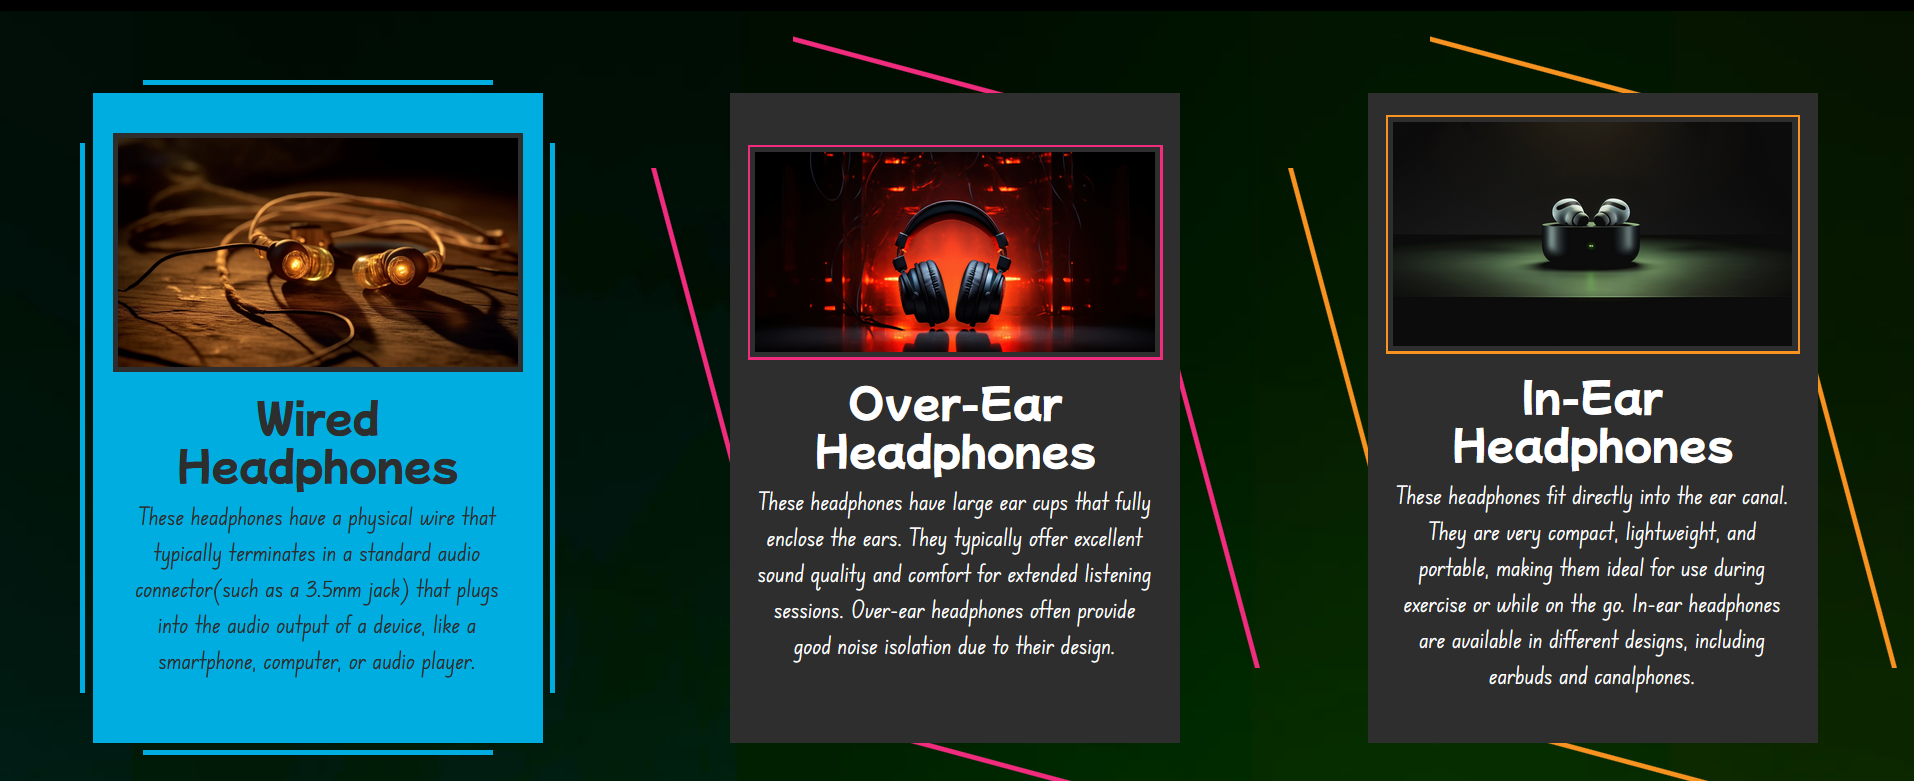 Wired
Headphones
These headphones have a physical wire that
typically terminates in a standard audio
connector(such as a 3.5mm jack) that plugs
into the audio output of a device, like a
smartphone, computer, or audio player.
Over-Ear
Headphones
These headphones have large ear cups that fully
enclose the ears. They typically offer excellent
sound quality and comfort for extended listening
sessions. Over-ear headphones often provide
good noise isolation due to their design.
In-Ear
Headphones
These headphones fit directly into the ear canal.
They are very compact, lightweight, and
portable, making them ideal for use during
exercise or while on the go. In-ear headphones
are available in different designs, including
earbuds and canalphones.